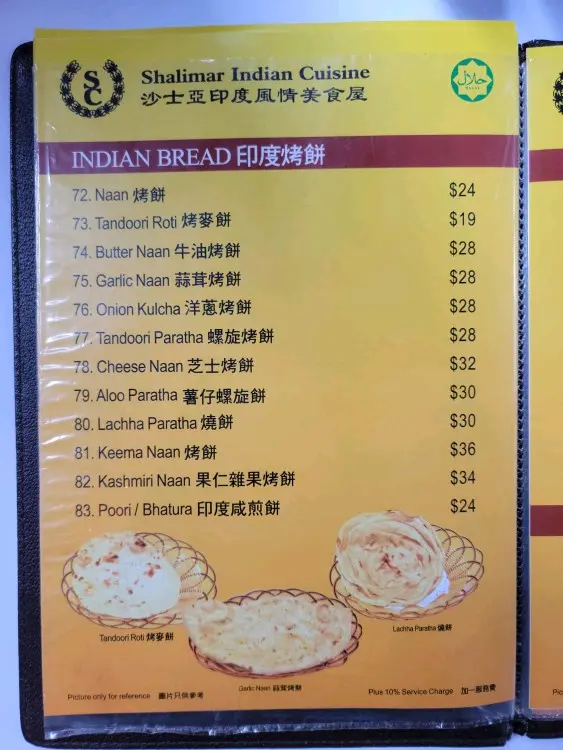 SC
Shalimar Indian Cuisine
沙士亞印度風情美食屋
حلال
HALAL
INDIAN BREAD 印度烤餅
72. Naan 烤餅 $24
73. Tandoori Roti 烤麥餅 $19
74. Butter Naan 牛油烤餅 $28
75. Garlic Naan 蒜茸烤餅 $28
76. Onion Kulcha 洋蔥烤餅 $28
77. Tandoori Paratha 螺旋烤餅 $28
78. Cheese Naan 芝士烤餅 $32
79. Aloo Paratha 薯仔螺旋餅 $30
80. Lachha Paratha 燒餅 $30
81. Keema Naan 烤餅 $36
82. Kashmiri Naan 果仁雜果烤餅 $34
83. Poori / Bhatura 印度咸煎餅 $24
Tandoori Roti 烤麥餅
Lachha Paratha 燒餅
Garlic Naan 蒜茸烤餅
Picture only for reference 圖片只供參考
Plus 10% Service Charge 加一服務費